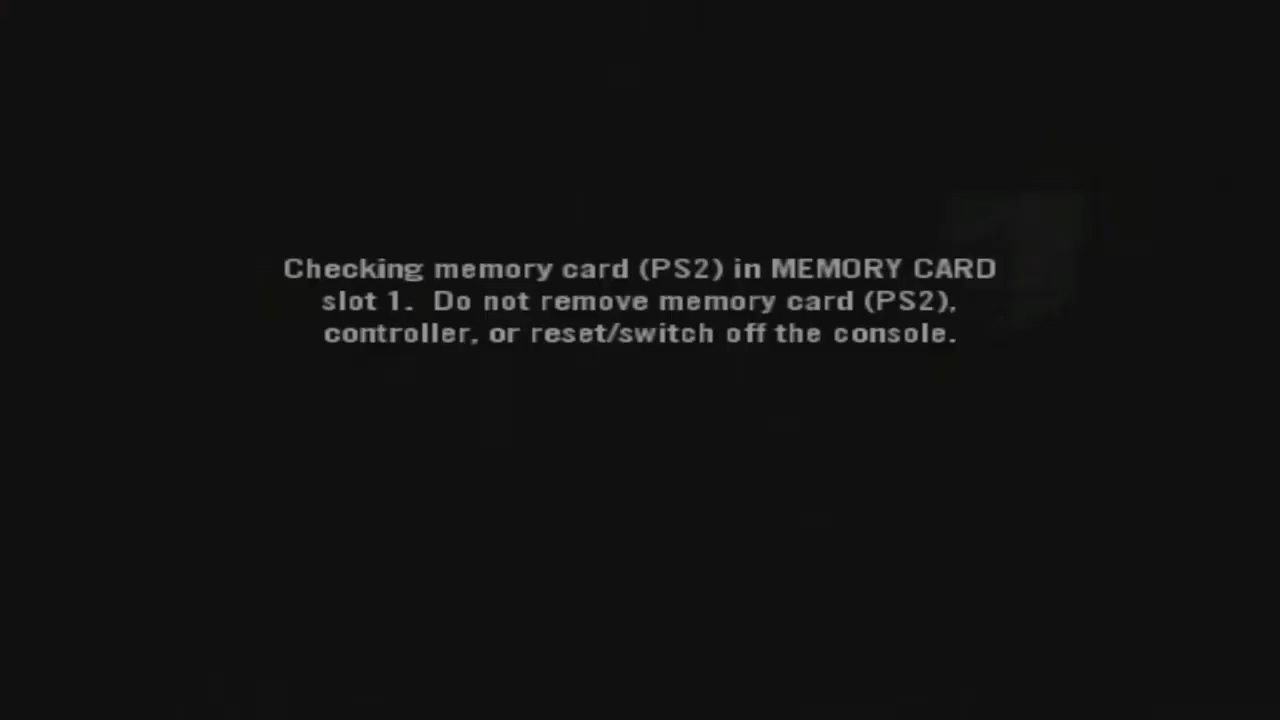 Checking memory card (PS2) in MEMORY CARD
slot 1.  Do not remove memory card (PS2),
controller, or reset/switch off the console.